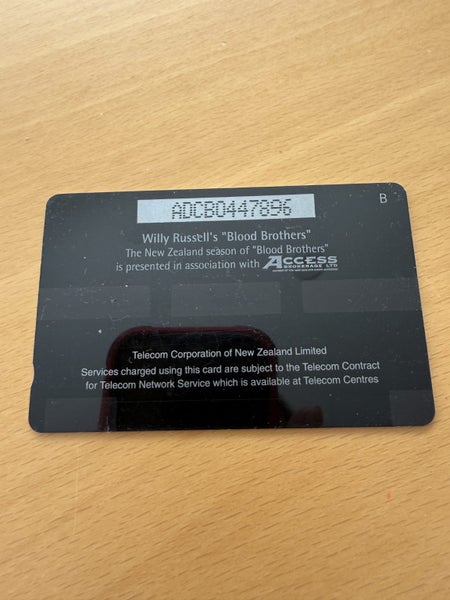 B
ADCB0447896
Willy Russell's "Blood Brothers"
The New Zealand season of "Blood Brothers"
is presented in association with ACCESS
BROKERAGE LTD
Telecom Corporation of New Zealand Limited
Services charged using this card are subject to the Telecom Contract
for Telecom Network Service which is available at Telecom Centres